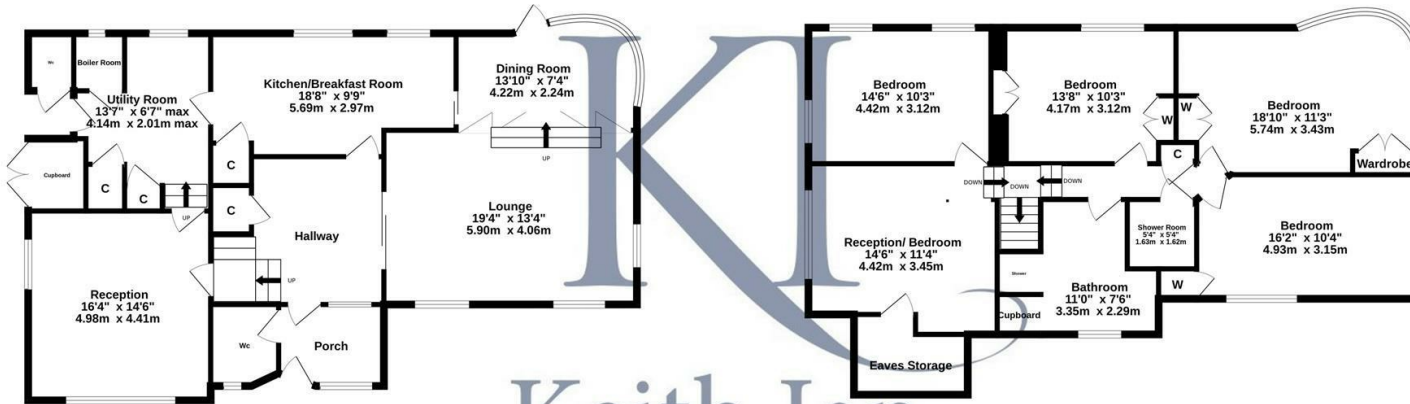 Wc
Boiler Room
Utility Room
13'7" x 6'7" max
4.14m x 2.01m max
Cupboard
C
C
UP
Kitchen/Breakfast Room
18'8" x 9'9"
5.69m x 2.97m
C
C
Hallway
UP
Dining Room
13'10" x 7'4"
4.22m x 2.24m
UP
Lounge
19'4" x 13'4"
5.90m x 4.06m
Reception
16'4" x 14'6"
4.98m x 4.41m
Wc
Porch
Bedroom
14'6" x 10'3"
4.42m x 3.12m
Bedroom
13'8" x 10'3"
4.17m x 3.12m
W
W
Bedroom
18'10" x 11'3"
5.74m x 3.43m
Wardrobe
C
DOWN
DOWN
DOWN
Reception/ Bedroom
14'6" x 11'4"
4.42m x 3.45m
Shower
Cupboard
Bathroom
11'0" x 7'6"
3.35m x 2.29m
Shower Room
5'4" x 5'4"
1.63m x 1.62m
W
Bedroom
16'2" x 10'4"
4.93m x 3.15m
Eaves Storage
K
Keith Ian